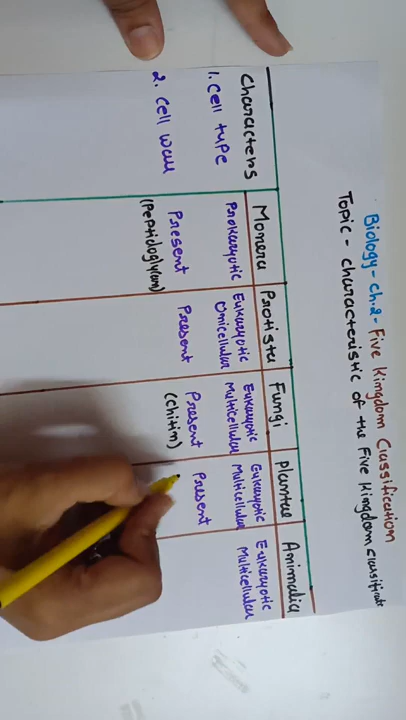 Biology - ch.2 - Five Kingdom Classification
Topic - characteristic of the Five Kingdom classificati
Characters
Monera
Protista
Fungi
Plantae
Animalia
1. Cell type
Prokaryotic
Eukaryotic
Unicellular
Eukaryotic
Multicellular
Eukaryotic
Multicellular
Eukaryotic
Multicellular
2. Cell wall
Present
(Peptidoglycan)
Present
Present
(Chitin)
Present